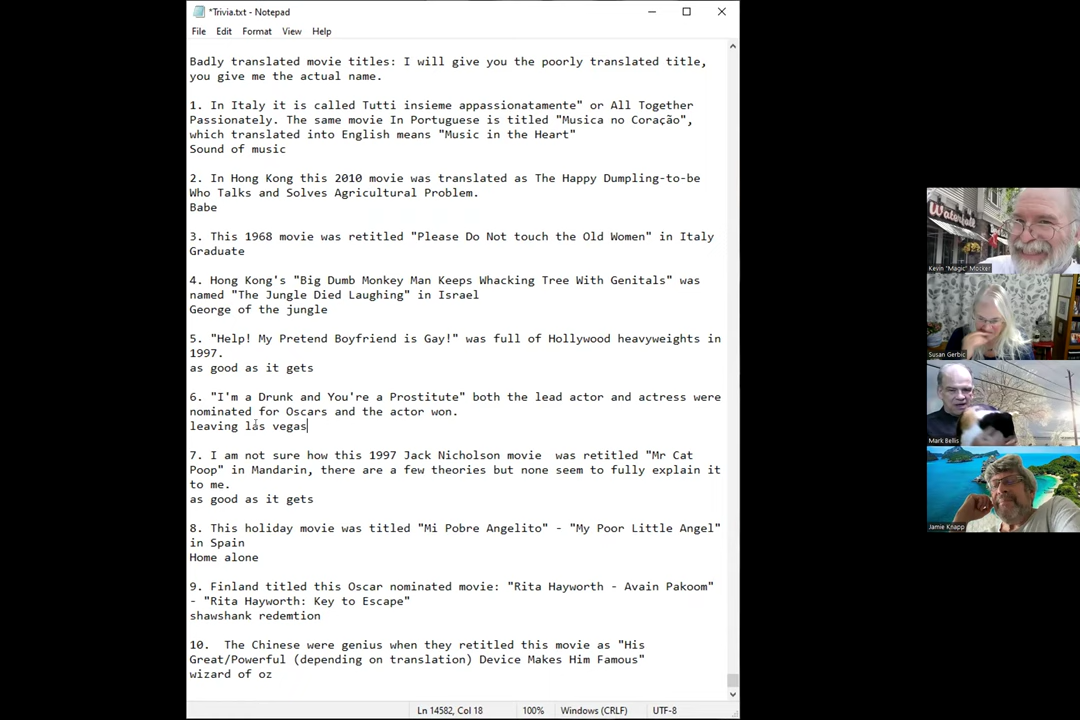 *Trivia.txt - Notepad
File Edit Format View Help
Badly translated movie titles: I will give you the poorly translated title,
you give me the actual name.
1. In Italy it is called Tutti insieme appassionatamente" or All Together
Passionately. The same movie In Portuguese is titled "Musica no Coração",
which translated into English means "Music in the Heart"
Sound of music
2. In Hong Kong this 2010 movie was translated as The Happy Dumpling-to-be
Who Talks and Solves Agricultural Problem.
Babe
3. This 1968 movie was retitled "Please Do Not touch the Old Women" in Italy
Graduate
4. Hong Kong's "Big Dumb Monkey Man Keeps Whacking Tree With Genitals" was
named "The Jungle Died Laughing" in Israel
George of the jungle
5. "Help! My Pretend Boyfriend is Gay!" was full of Hollywood heavyweights in
1997.
as good as it gets
6. "I'm a Drunk and You're a Prostitute" both the lead actor and actress were
nominated for Oscars and the actor won.
leaving las vegas
7. I am not sure how this 1997 Jack Nicholson movie  was retitled "Mr Cat
Poop" in Mandarin, there are a few theories but none seem to fully explain it
to me.
as good as it gets
8. This holiday movie was titled "Mi Pobre Angelito" - "My Poor Little Angel"
in Spain
Home alone
9. Finland titled this Oscar nominated movie: "Rita Hayworth - Avain Pakoom"
- "Rita Hayworth: Key to Escape"
shawshank redemtion
10.  The Chinese were genius when they retitled this movie as "His
Great/Powerful (depending on translation) Device Makes Him Famous"
wizard of oz
Ln 14582, Col 18 100% Windows (CRLF) UTF-8
Waterfall
Kevin "Magic" Mocker
Susan Gerbic
Mark Bellis
Jamie Knapp